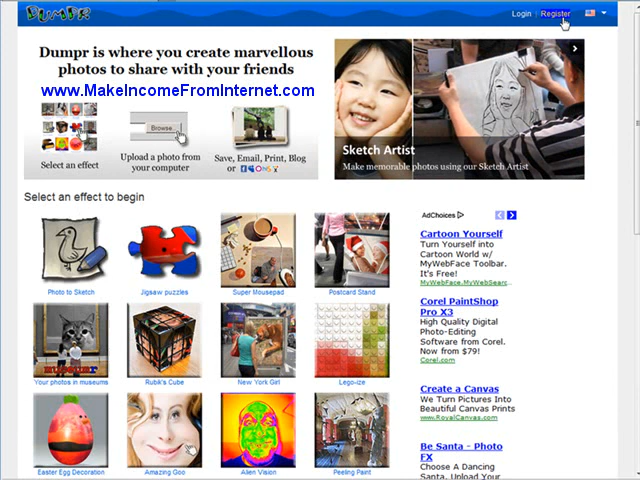 DUMPR
Login
Register
Dumpr is where you create marvellous
photos to share with your friends
www.MakeIncomeFromInternet.com
Browse...
Select an effect
Upload a photo from
your computer
Save, Email, Print, Blog
or
Sketch Artist
Make memorable photos using our Sketch Artist
Select an effect to begin
Photo to Sketch
Jigsaw puzzles
Super Mousepad
Postcard Stand
museumr
Your photos in museums
Rubik's Cube
New York Girl
Lego-ize
Easter Egg Decoration
Amazing Goo
Alien Vision
Peeling Paint
AdChoices
Cartoon Yourself
Turn Yourself into
Cartoon World w/
MyWebFace Toolbar.
It's Free!
MyWebFace.MyWebSearc...
Corel PaintShop
Pro X3
High Quality Digital
Photo-Editing
Software from Corel.
Now from $79!
Corel.com
Create a Canvas
We Turn Pictures Into
Beautiful Canvas Prints
www.RoyalCanvas.com
Be Santa - Photo
FX
Choose A Dancing
Santa, Upload Your